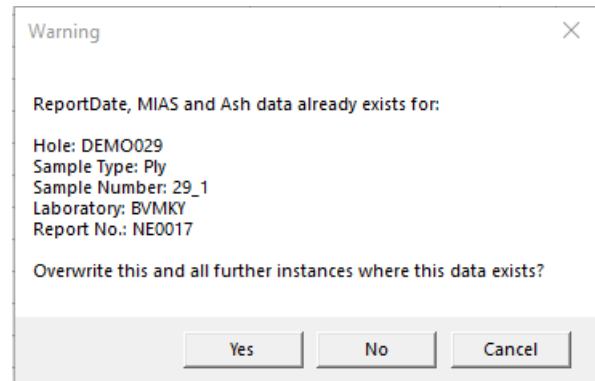 Warning
ReportDate, MIAS and Ash data already exists for:
Hole: DEMO029
Sample Type: Ply
Sample Number: 29_1
Laboratory: BVMKY
Report No.: NE0017
Overwrite this and all further instances where this data exists?
Yes No Cancel